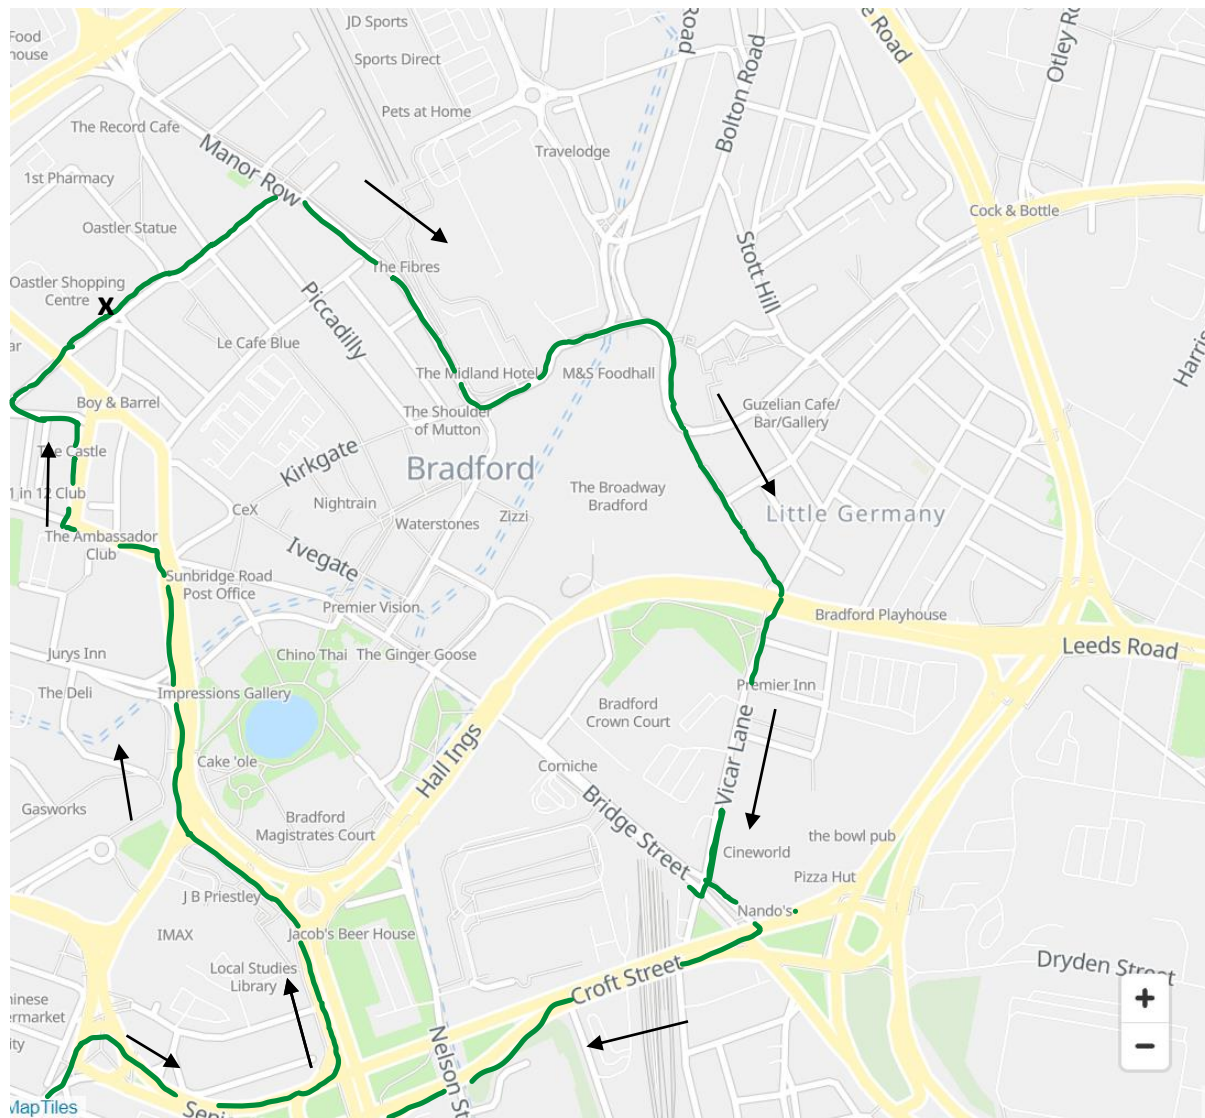 JD Sports
Food
house
Sports Direct
Road
e Road
Otley Ro
Bolton Road
Pets at Home
The Record Cafe
Manor Row
Travelodge
1st Pharmacy
Cock & Bottle
Oastler Statue
Stott Hill
The Fibres
Oastler Shopping
Centre
X
Piccadilly
Le Cafe Blue
ar
Harris
The Midland Hotel
M&S Foodhall
Boy & Barrel
The Shoulder
of Mutton
Guzelian Cafe/
Bar/Gallery
The Castle
Kirkgate
Bradford
1 in 12 Club
Nightrain
The Broadway
Bradford
CeX
Waterstones
Zizzi
Little Germany
The Ambassador
Club
Ivegate
Sunbridge Road
Post Office
Premier Vision
Bradford Playhouse
Leeds Road
Jurys Inn
Chino Thai
The Ginger Goose
The Deli
Impressions Gallery
Premier Inn
Bradford
Crown Court
Vicar Lane
Hall Ings
Cake 'ole
Corniche
Gasworks
Bradford
Magistrates Court
Bridge Street
the bowl pub
Cineworld
Pizza Hut
J B Priestley
Nando's
IMAX
Jacob's Beer House
Local Studies
Library
Croft Street
Dryden Street
hinese
ermarket
ity
+
−
Nelson St
MapTiles
Seni